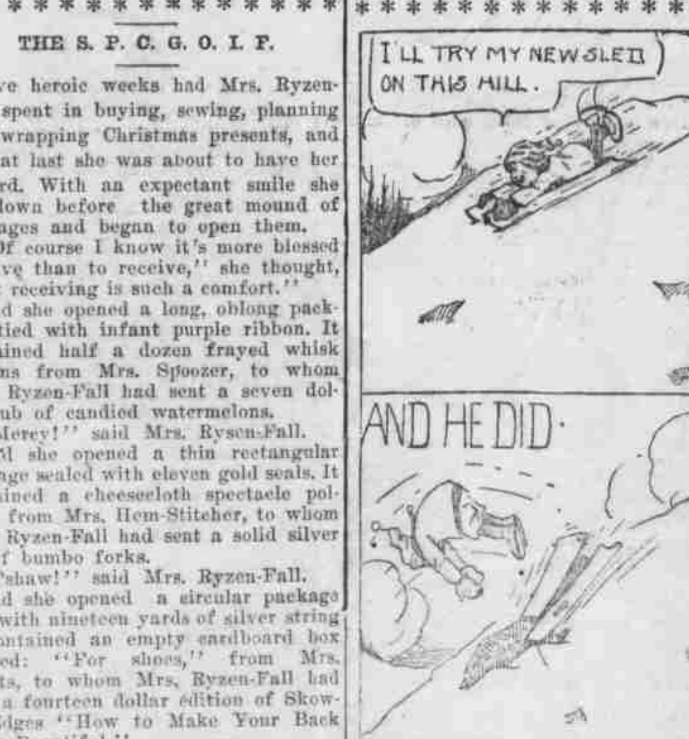 THE S. P. C. G. O. I. F.
ve heroic weeks had Mrs. Ryzen-
spent in buying, sewing, planning
wrapping Christmas presents, and
at last she was about to have her
rd. With an expectant smile she
down before the great mound of
ages and began to open them.
Of course I know it's more blessed
ive than to receive,'' she thought,
t receiving is such a comfort.''
d she opened a long, oblong pack-
tied with infant purple ribbon. It
ained half a dozen frayed whisk
ms from Mrs. Spoozer, to whom
Ryzen-Fall had sent a seven dol-
ub of candied watermelons.
Mercy!'' said Mrs. Rysen-Fall.
d she opened a thin rectangular
age sealed with eleven gold seals. It
ained a cheesecloth spectacle pol-
from Mrs. Hem-Stitcher, to whom
Ryzen-Fall had sent a solid silver
f bumbo forks.
'shaw!'' said Mrs. Ryzen-Fall.
d she opened a circular package
with nineteen yards of silver string
ontained an empty cardboard box
ed: ''For shoes,'' from Mrs.
ts, to whom Mrs. Ryzen-Fall had
a fourteen dollar edition of Skow-
Edges ''How to Make Your Back
I'LL TRY MY NEW SLED
ON THIS HILL.
AND HE DID.